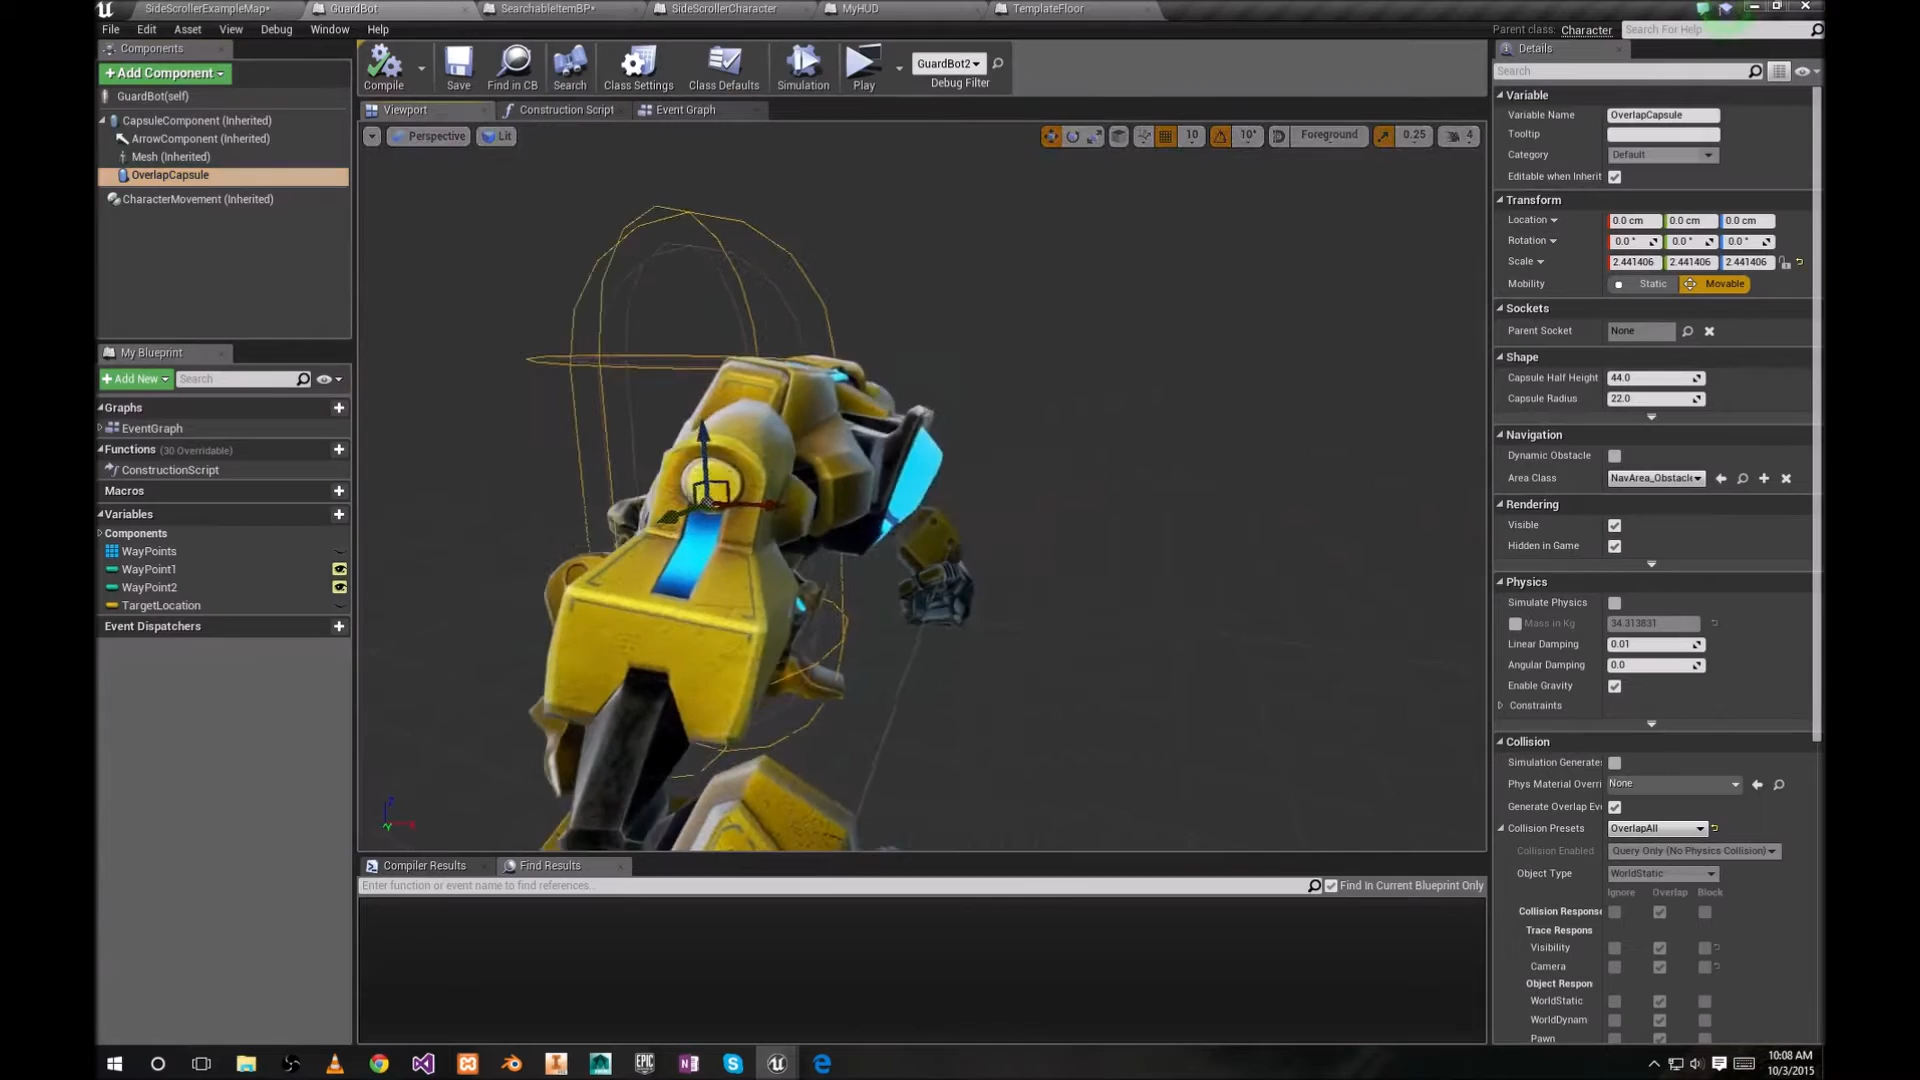 SideScrollerExampleMap*
GuardBot
SearchableItemBP*
SideScrollerCharacter
MyHUD
TemplateFloor
File Edit Asset View Debug Window Help
Parent class: Character
Search For Help
Components
+Add Component
GuardBot(self)
CapsuleComponent (Inherited)
ArrowComponent (Inherited)
Mesh (Inherited)
OverlapCapsule
CharacterMovement (Inherited)
My Blueprint
+Add New
Search
Graphs
EventGraph
Functions (30 Overridable)
ConstructionScript
Macros
Variables
Components
WayPoints
WayPoint1
WayPoint2
TargetLocation
Event Dispatchers
Compile
Save
Find in CB
Search
Class Settings
Class Defaults
Simulation
Play
GuardBot2
Debug Filter
Viewport
Construction Script
Event Graph
Perspective
Lit
10
10°
Foreground
0.25
4
Compiler Results
Find Results
Enter function or event name to find references...
Find In Current Blueprint Only
Details
Search
Variable
Variable Name OverlapCapsule
Tooltip
Category Default
Editable when Inherit
Transform
Location 0.0 cm 0.0 cm 0.0 cm
Rotation 0.0 ° 0.0 ° 0.0 °
Scale 2.441406 2.441406 2.441406
Mobility Static Movable
Sockets
Parent Socket None
Shape
Capsule Half Height 44.0
Capsule Radius 22.0
Navigation
Dynamic Obstacle
Area Class NavArea_Obstacle
Rendering
Visible
Hidden in Game
Physics
Simulate Physics
Mass in Kg 34.313831
Linear Damping 0.01
Angular Damping 0.0
Enable Gravity
Constraints
Collision
Simulation Generates
Phys Material Overri None
Generate Overlap Eve
Collision Presets OverlapAll
Collision Enabled Query Only (No Physics Collision)
Object Type WorldStatic
Ignore Overlap Block
Collision Response
Trace Respons
Visibility
Camera
Object Respon
WorldStatic
WorldDynam
Pawn
EPIC
10:08 AM
10/3/2015